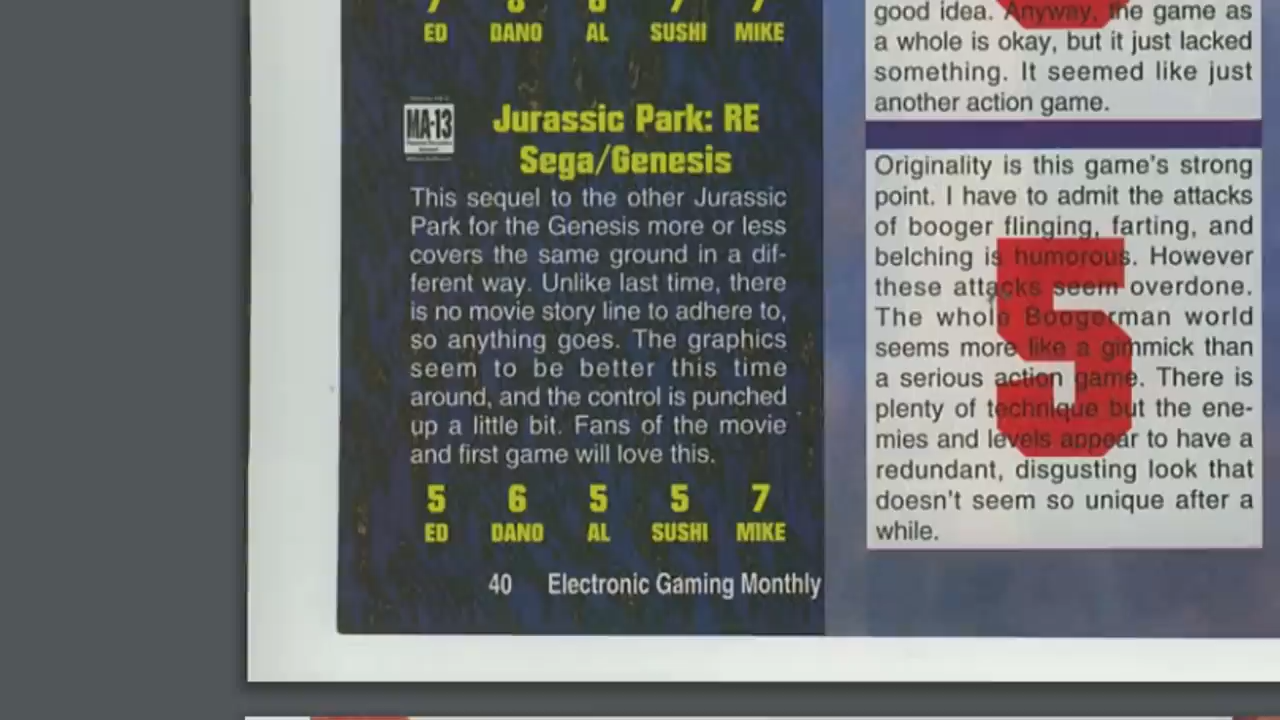 ED DANO AL SUSHI MIKE
MA-13
Jurassic Park: RE
Sega/Genesis
This sequel to the other Jurassic
Park for the Genesis more or less
covers the same ground in a dif-
ferent way. Unlike last time, there
is no movie story line to adhere to,
so anything goes. The graphics
seem to be better this time
around, and the control is punched
up a little bit. Fans of the movie
and first game will love this.
5 6 5 5 7
ED DANO AL SUSHI MIKE
40 Electronic Gaming Monthly
good idea. Anyway, the game as
a whole is okay, but it just lacked
something. It seemed like just
another action game.
Originality is this game's strong
point. I have to admit the attacks
of booger flinging, farting, and
belching is humorous. However
these attacks seem overdone.
The whole Boogerman world
seems more like a gimmick than
a serious action game. There is
plenty of technique but the ene-
mies and levels appear to have a
redundant, disgusting look that
doesn't seem so unique after a
while.
5